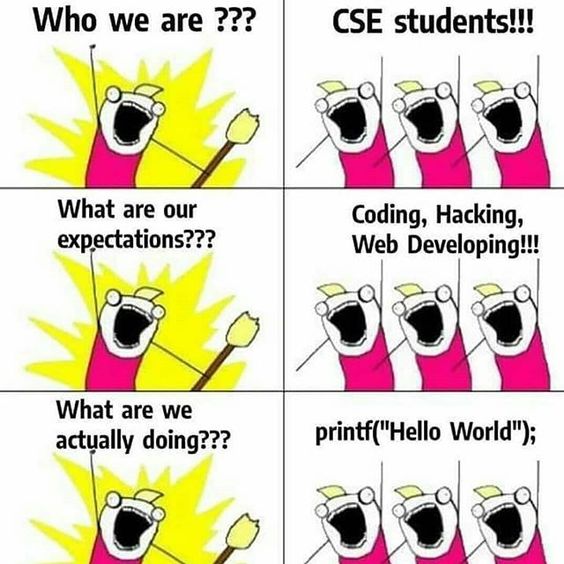 Who we are ???
CSE students!!!
What are our
expectations???
Coding, Hacking,
Web Developing!!!
What are we
actually doing???
printf("Hello World");